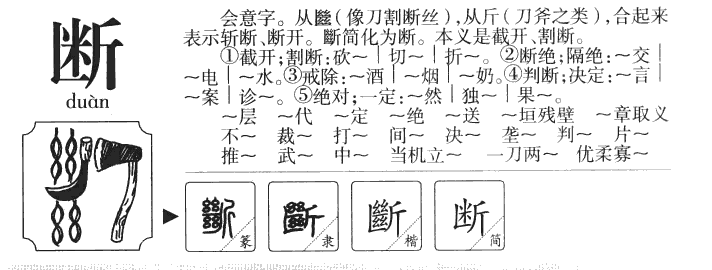 断
duàn
会意字。从𢇍(像刀割断丝),从斤(刀斧之类),合起来
表示斩断、断开。斷简化为断。本义是截开、割断。
①截开;割断:砍～｜切～｜折～。②断绝;隔绝:～交｜
～电｜～水。③戒除:～酒｜～烟｜～奶。④判断;决定:～言｜
～案｜诊～。⑤绝对;一定:～然｜独～｜果～。
～层 ～代 ～定 ～绝 ～送 ～垣残壁 ～章取义
不～ 裁～ 打～ 间～ 决～ 垄～ 判～ 片～
推～ 武～ 中～ 当机立～ 一刀两～ 优柔寡～
斷 篆 斷 隶 斷 楷 断 简